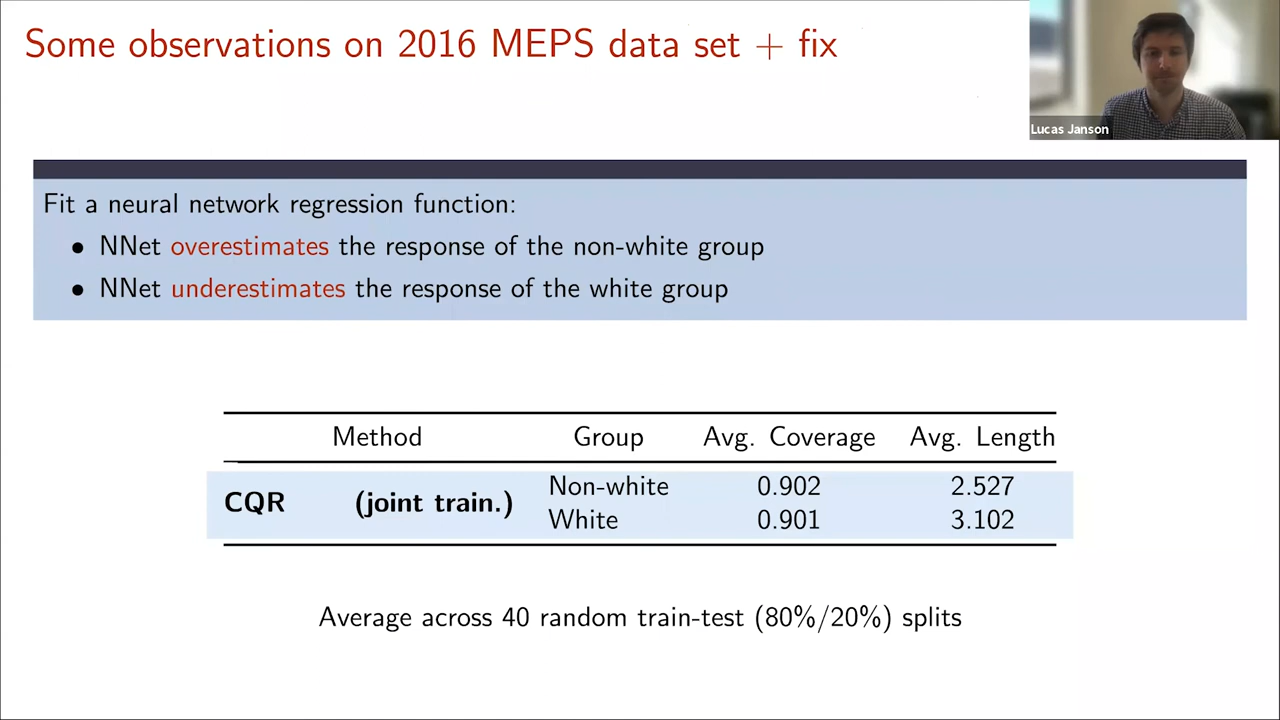 Some observations on 2016 MEPS data set + fix
Lucas Janson
Fit a neural network regression function:
• NNet overestimates the response of the non-white group
• NNet underestimates the response of the white group
Method Group Avg. Coverage Avg. Length
CQR (joint train.) Non-white 0.902 2.527
White 0.901 3.102
Average across 40 random train-test (80%/20%) splits